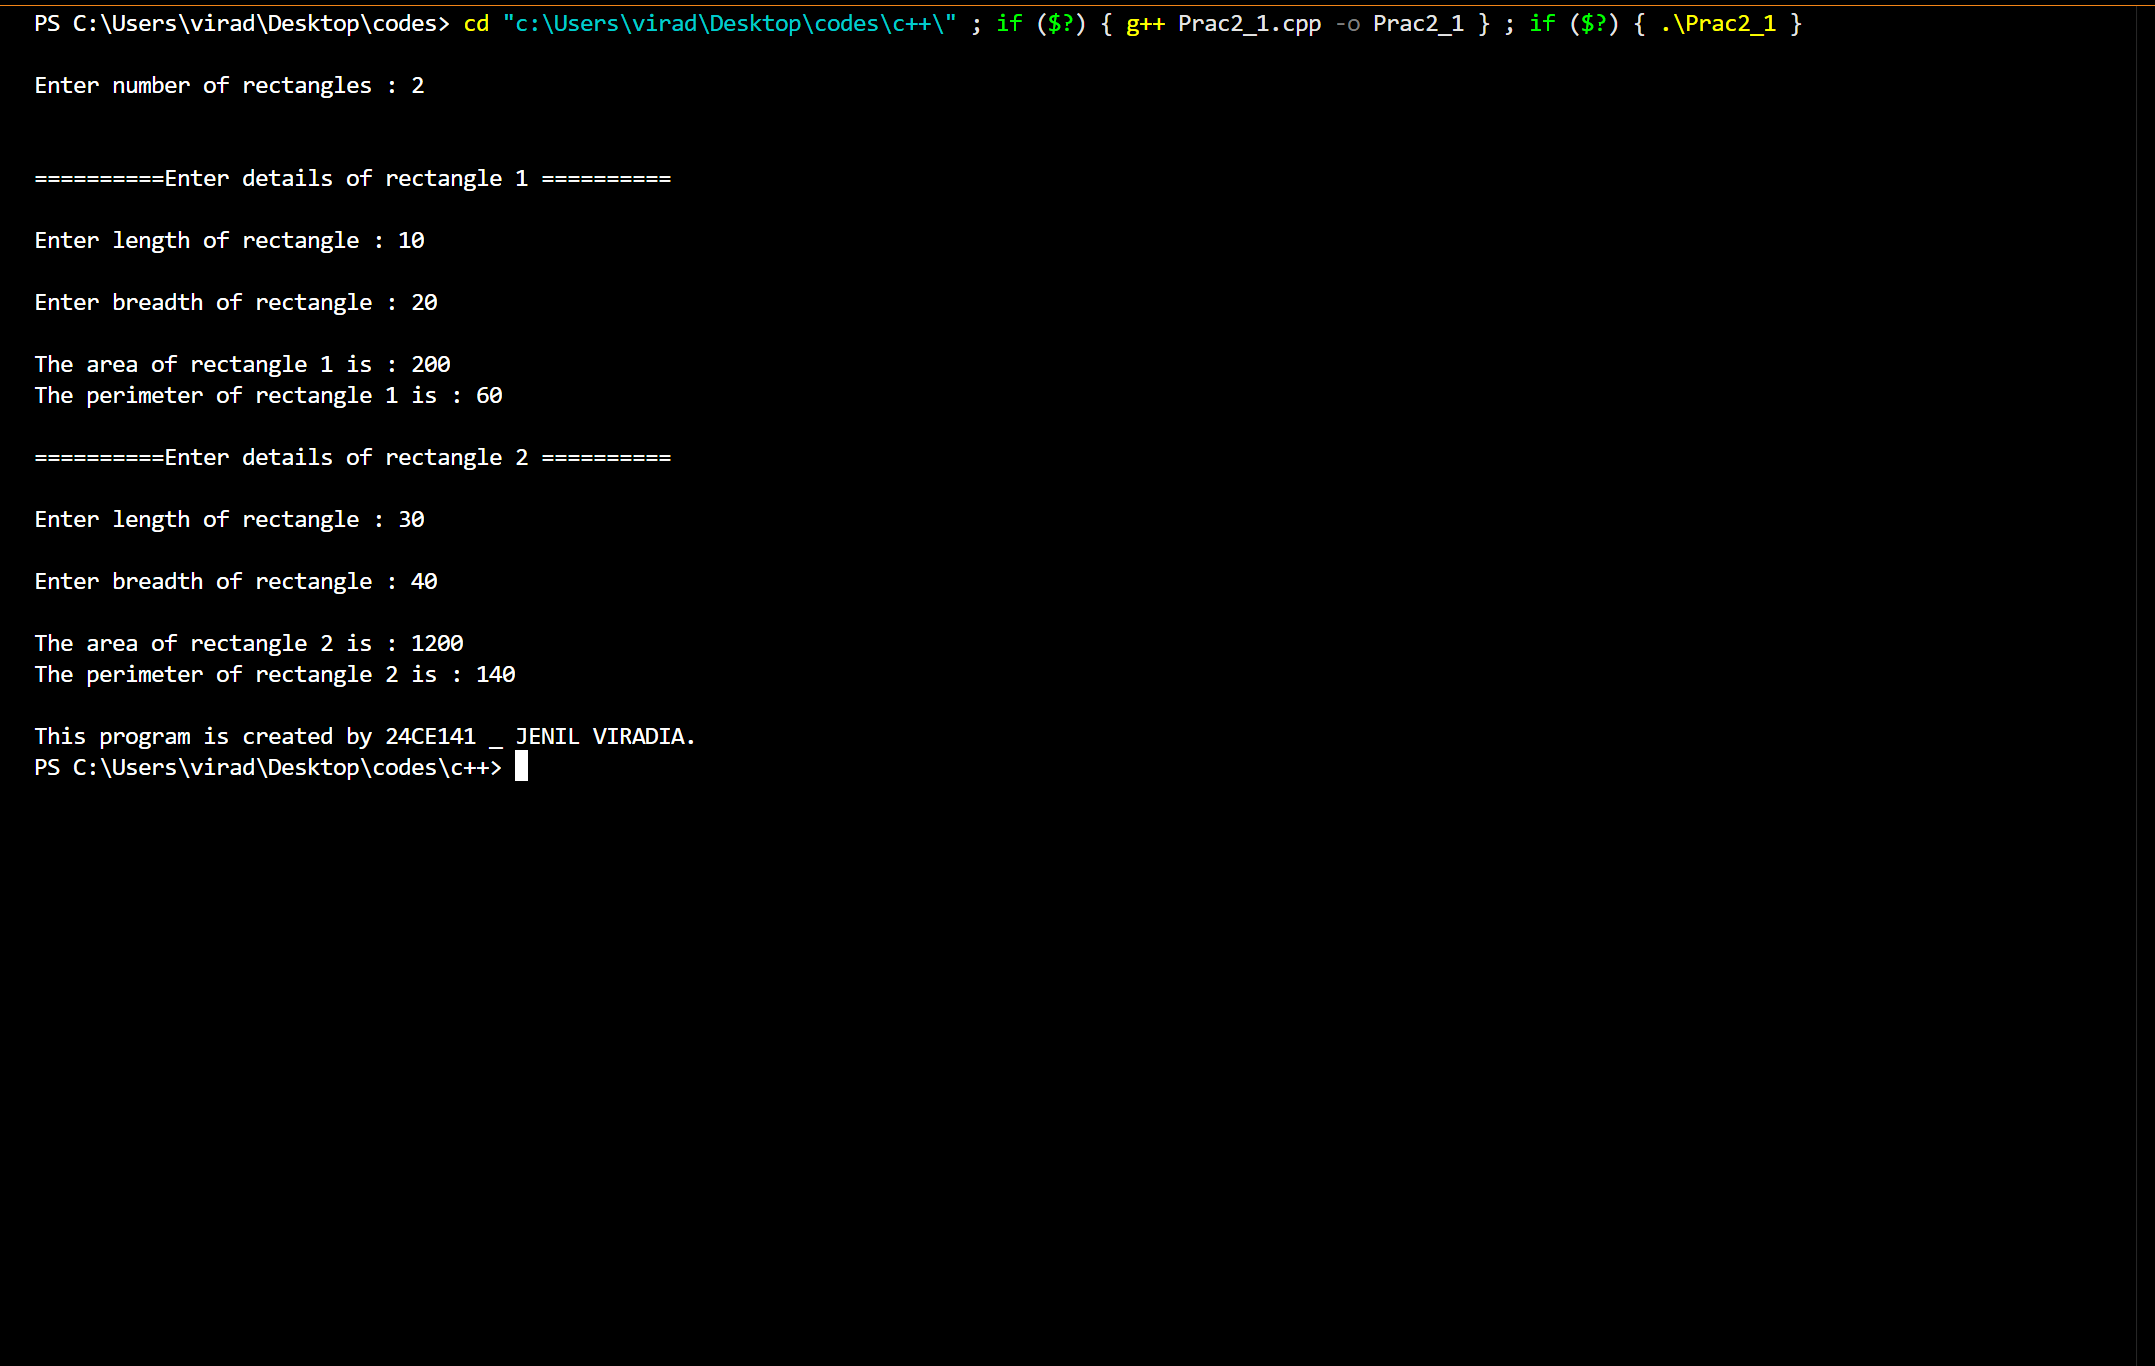 PS C:\Users\virad\Desktop\codes> cd "c:\Users\virad\Desktop\codes\c++\" ; if ($?) { g++ Prac2_1.cpp -o Prac2_1 } ; if ($?) { .\Prac2_1 }
Enter number of rectangles : 2
==========Enter details of rectangle 1 ==========
Enter length of rectangle : 10
Enter breadth of rectangle : 20
The area of rectangle 1 is : 200
The perimeter of rectangle 1 is : 60
==========Enter details of rectangle 2 ==========
Enter length of rectangle : 30
Enter breadth of rectangle : 40
The area of rectangle 2 is : 1200
The perimeter of rectangle 2 is : 140
This program is created by 24CE141 _ JENIL VIRADIA.
PS C:\Users\virad\Desktop\codes\c++>